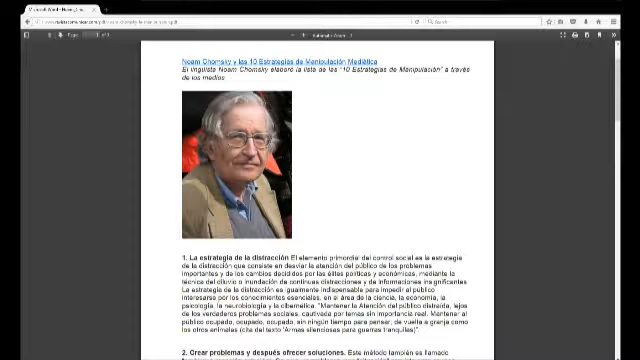 Noam Chomsky y las 10 Estrategias de Manipulación Mediática
El lingüista Noam Chomsky elaboró la lista de las "10 Estrategias de Manipulación" a través
de los medios
1. La estrategia de la distracción El elemento primordial del control social es la estrategia
de la distracción que consiste en desviar la atención del público de los problemas
importantes y de los cambios decididos por las élites políticas y económicas, mediante la
técnica del diluvio o inundación de continuas distracciones y de informaciones insignificantes
La estrategia de la distracción es igualmente indispensable para impedir al público
interesarse por los conocimientos esenciales, en el área de la ciencia, la economía, la
psicología, la neurobiología y la cibernética. "Mantener la Atención del público distraída, lejos
de los verdaderos problemas sociales, cautivada por temas sin importancia real. Mantener al
público ocupado, ocupado, ocupado, sin ningún tiempo para pensar; de vuelta a granja como
los otros animales (cita del texto 'Armas silenciosas para guerras tranquilas)".
2. Crear problemas y después ofrecer soluciones. Este método también es llamado